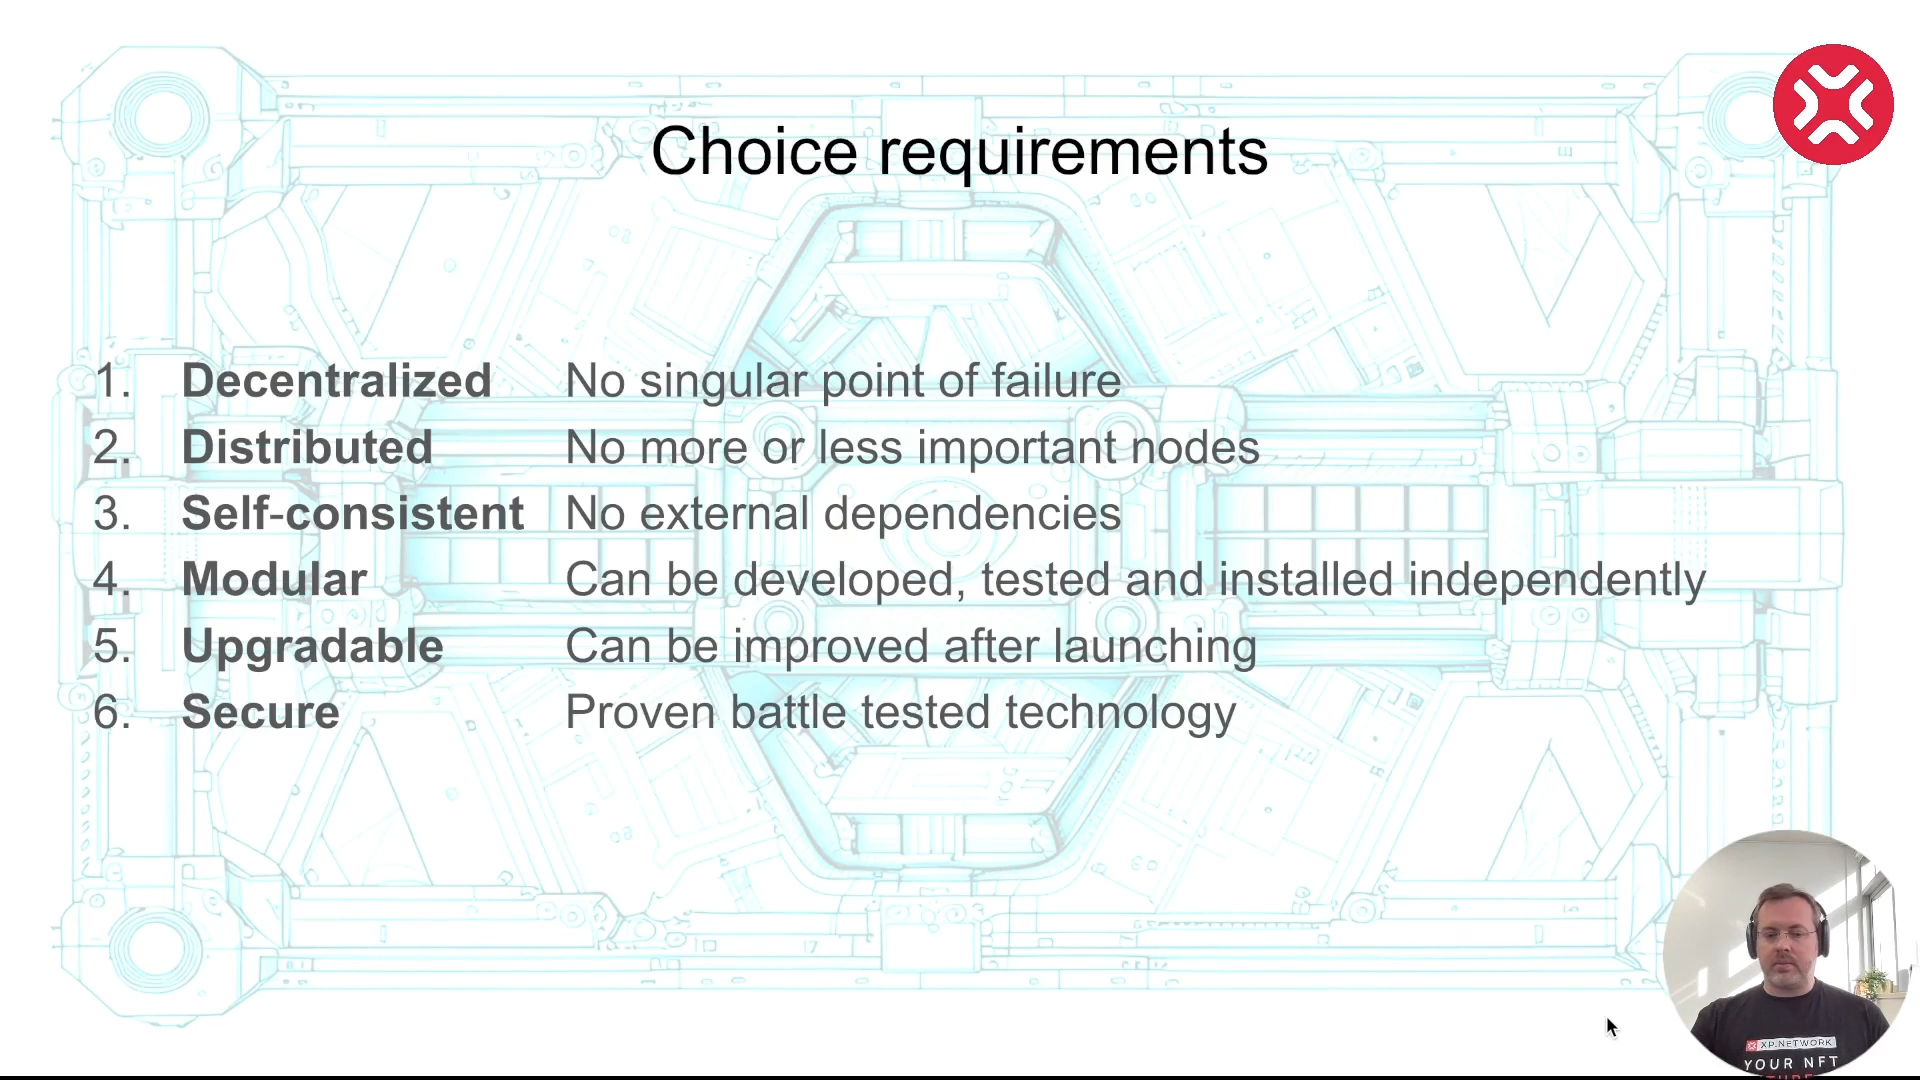 Choice requirements
1. Decentralized No singular point of failure
2. Distributed No more or less important nodes
3. Self-consistent No external dependencies
4. Modular Can be developed, tested and installed independently
5. Upgradable Can be improved after launching
6. Secure Proven battle tested technology
XP.NETWORK
YOUR NFT